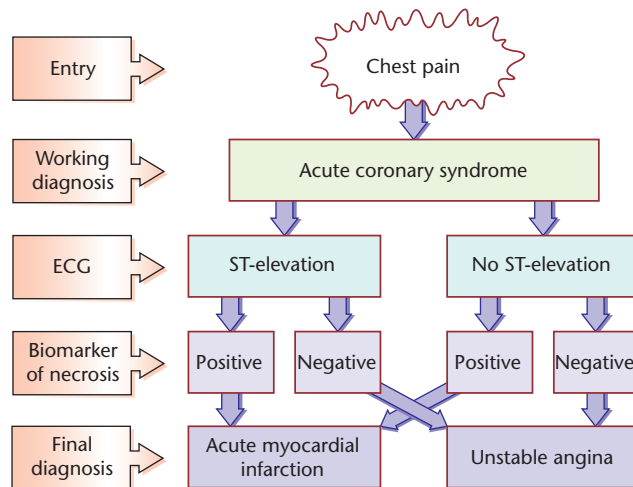 Entry
Chest pain
Working
diagnosis
Acute coronary syndrome
ECG
ST-elevation
No ST-elevation
Biomarker
of necrosis
Positive
Negative
Positive
Negative
Final
diagnosis
Acute myocardial
infarction
Unstable angina